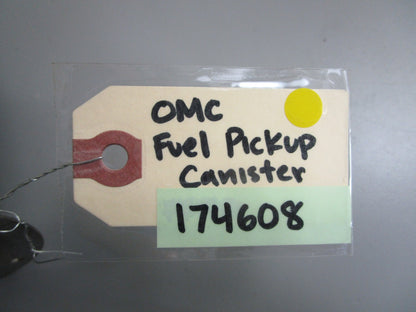 OMC
Fuel Pickup
Canister
174608